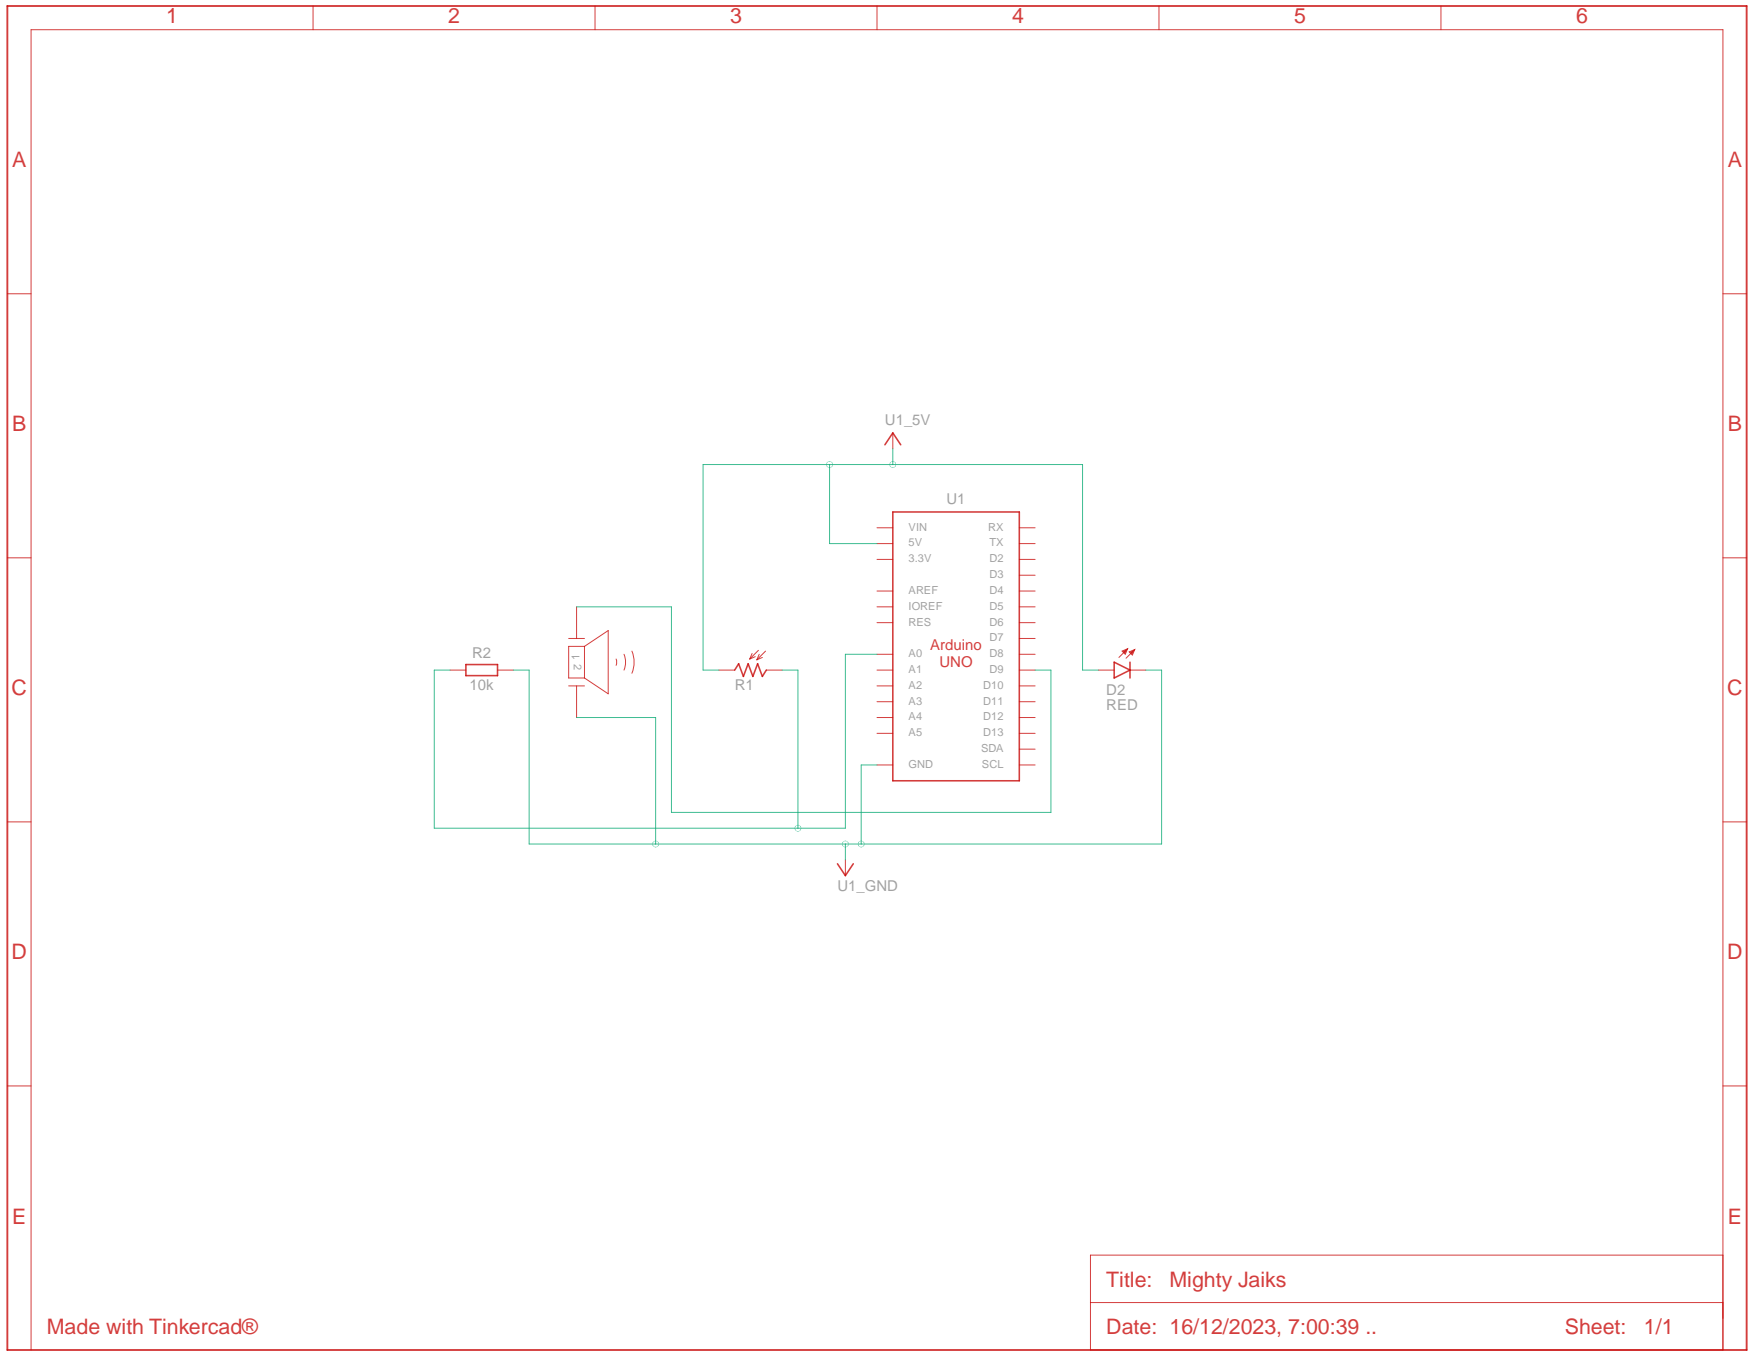 1 2 3 4 5 6
A A
B B
U1_5V
U1
VIN RX
5V TX
3.3V D2
D3
AREF D4
IOREF D5
RES D6
D7
Arduino
A0 D8
UNO
A1 D9
A2 D10
A3 D11
A4 D12
A5 D13
SDA
GND SCL
R2
10k
1 2
R1
D2
RED
C C
U1_GND
D D
E E
Title: Mighty Jaiks
Made with Tinkercad®
Date: 16/12/2023, 7:00:39 .. Sheet: 1/1